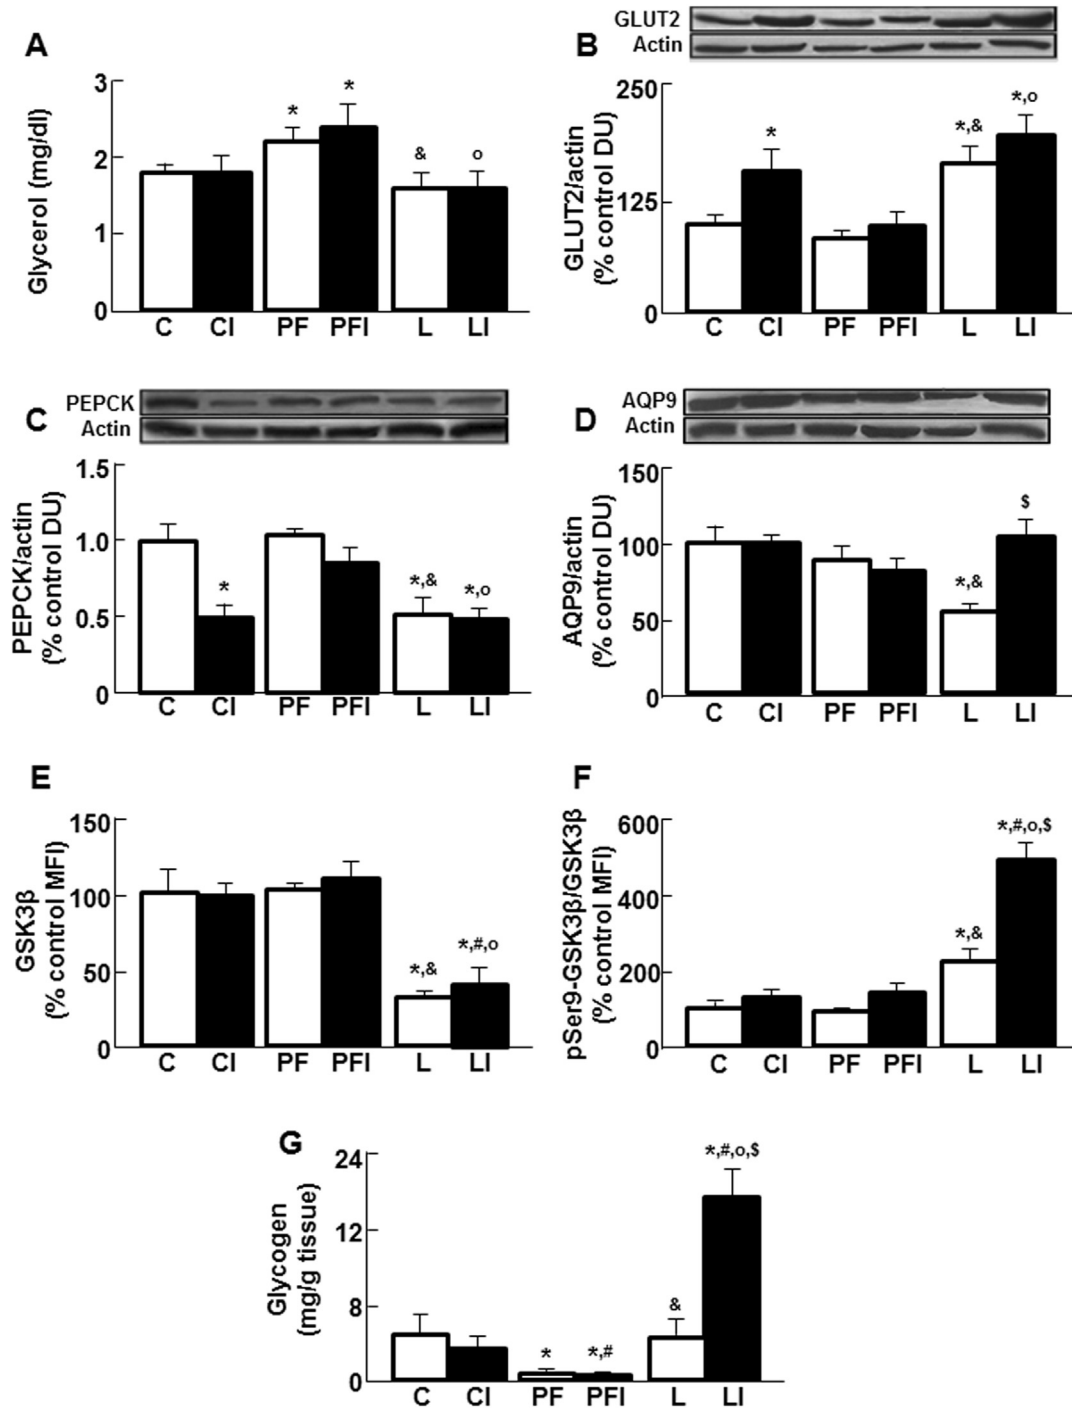 A
Glycerol (mg/dl)
3
2
1
0
*
*
&
o
C CI PF PFI L LI
B
GLUT2
Actin
GLUT2/actin
(% control DU)
250
125
0
*
*,&
*,o
C CI PF PFI L LI
C
PEPCK
Actin
PEPCK/actin
(% control DU)
1.5
1.0
0.5
0
*
*,&
*,o
C CI PF PFI L LI
D
AQP9
Actin
AQP9/actin
(% control DU)
150
100
50
0
*,&
$
C CI PF PFI L LI
E
GSK3β
(% control MFI)
150
100
50
0
*,&
*,#,o
C CI PF PFI L LI
F
pSer9-GSK3β/GSK3β
(% control MFI)
600
400
200
0
*,&
*,#,o,$
C CI PF PFI L LI
G
Glycogen
(mg/g tissue)
24
12
8
0
*
*,#
&
*,#,o,$
C CI PF PFI L LI